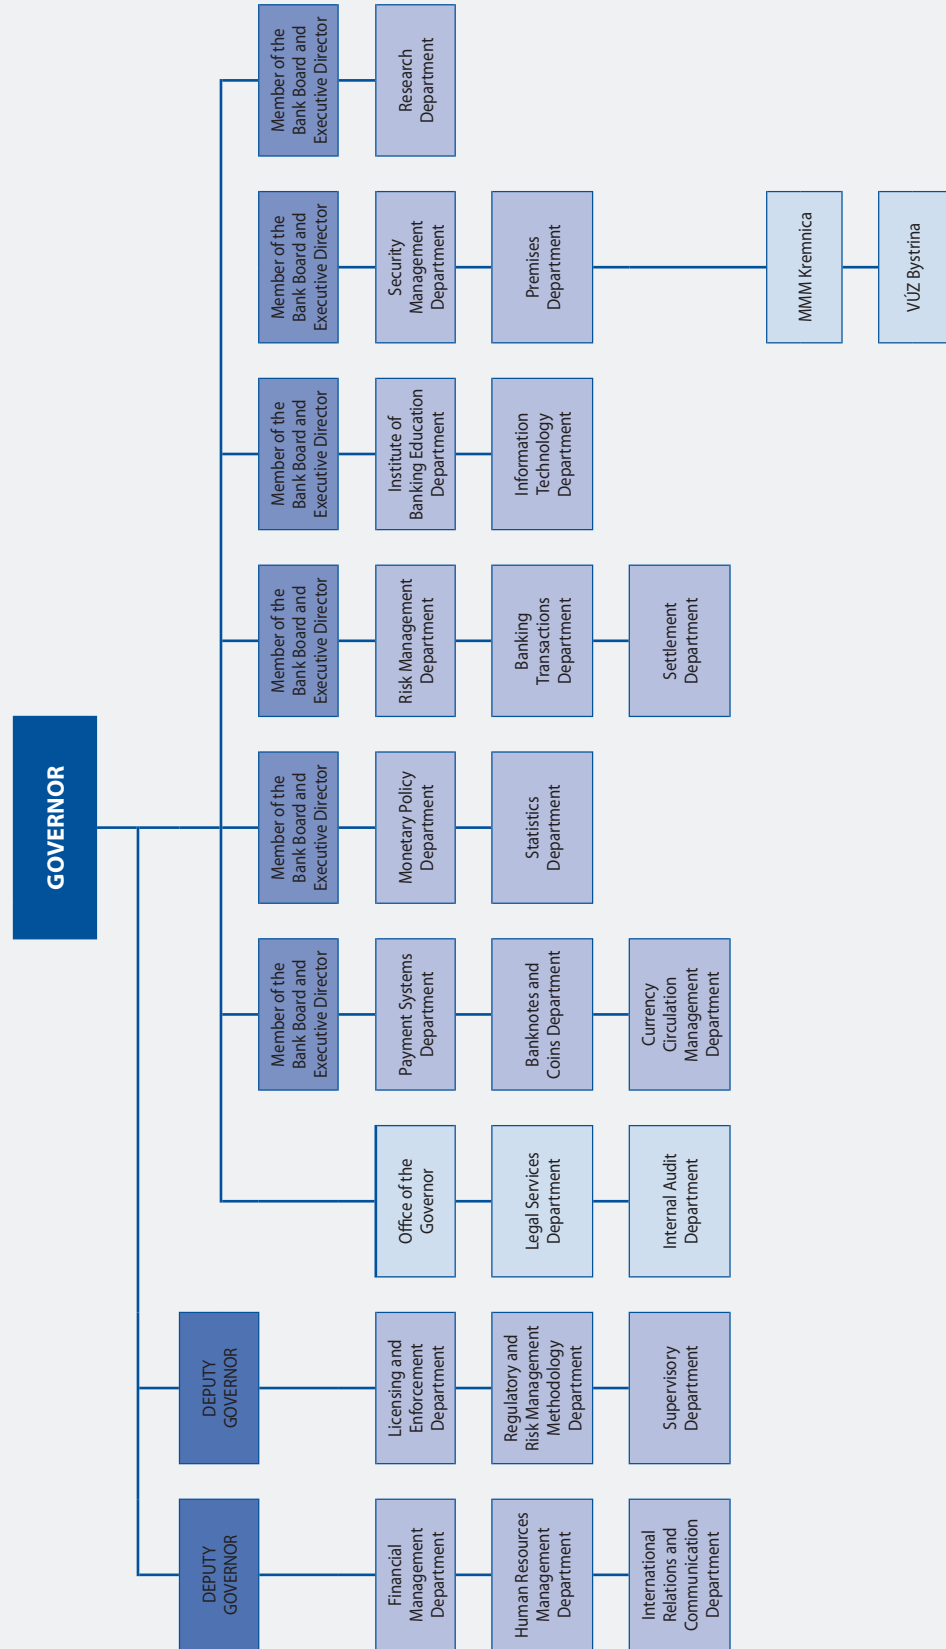 GOVERNOR
DEPUTY
GOVERNOR
Financial
Management
Department
Human Resources
Management
Department
International
Relations and
Communication
Department
DEPUTY
GOVERNOR
Licensing and
Enforcement
Department
Regulatory and
Risk Management
Methodology
Department
Supervisory
Department
Office of the
Governor
Legal Services
Department
Internal Audit
Department
Member of the
Bank Board and
Executive Director
Payment Systems
Department
Banknotes and
Coins Department
Currency
Circulation
Management
Department
Member of the
Bank Board and
Executive Director
Monetary Policy
Department
Statistics
Department
Member of the
Bank Board and
Executive Director
Risk Management
Department
Banking
Transactions
Department
Settlement
Department
Member of the
Bank Board and
Executive Director
Institute of
Banking Education
Department
Information
Technology
Department
Member of the
Bank Board and
Executive Director
Security
Management
Department
Premises
Department
MMM Kremnica
VÚZ Bystrina
Member of the
Bank Board and
Executive Director
Research
Department